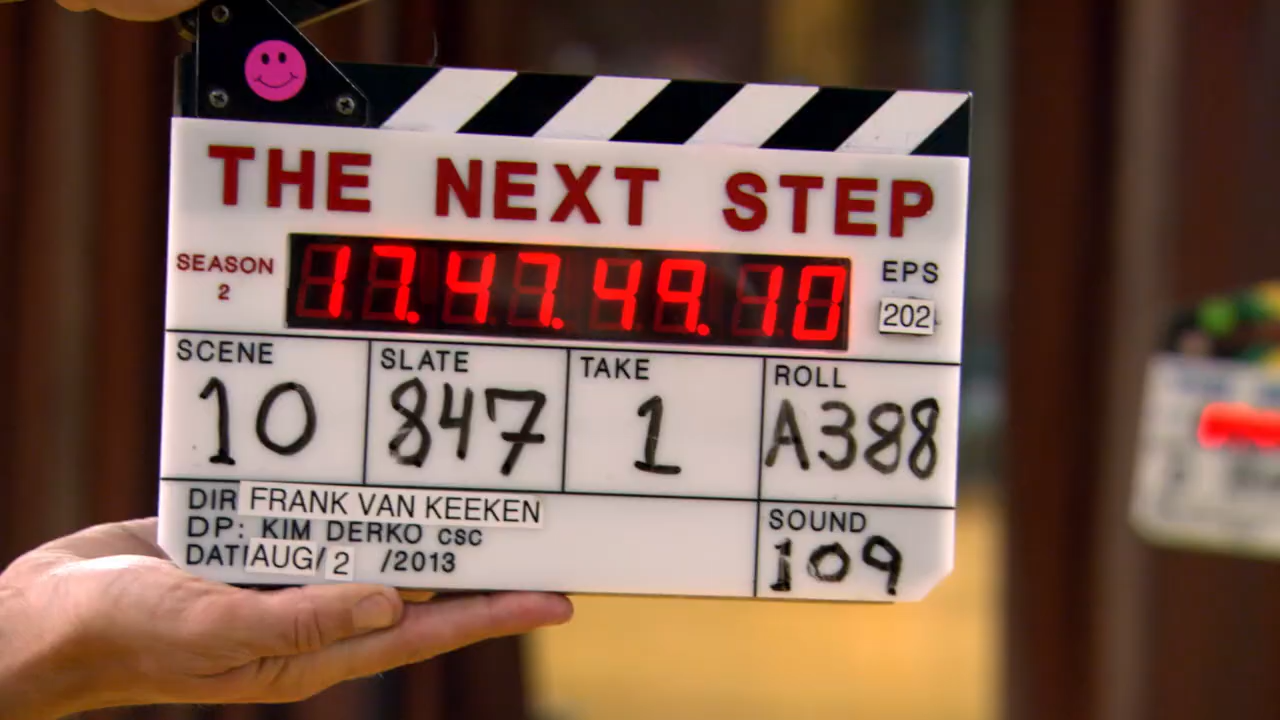 THE NEXT STEP
SEASON
2
17.47.49.10
EPS
202
SCENE
10
SLATE
847
TAKE
1
ROLL
A388
DIR FRANK VAN KEEKEN
DP: KIM DERKO CSC
DAT AUG/ 2 /2013
SOUND
109